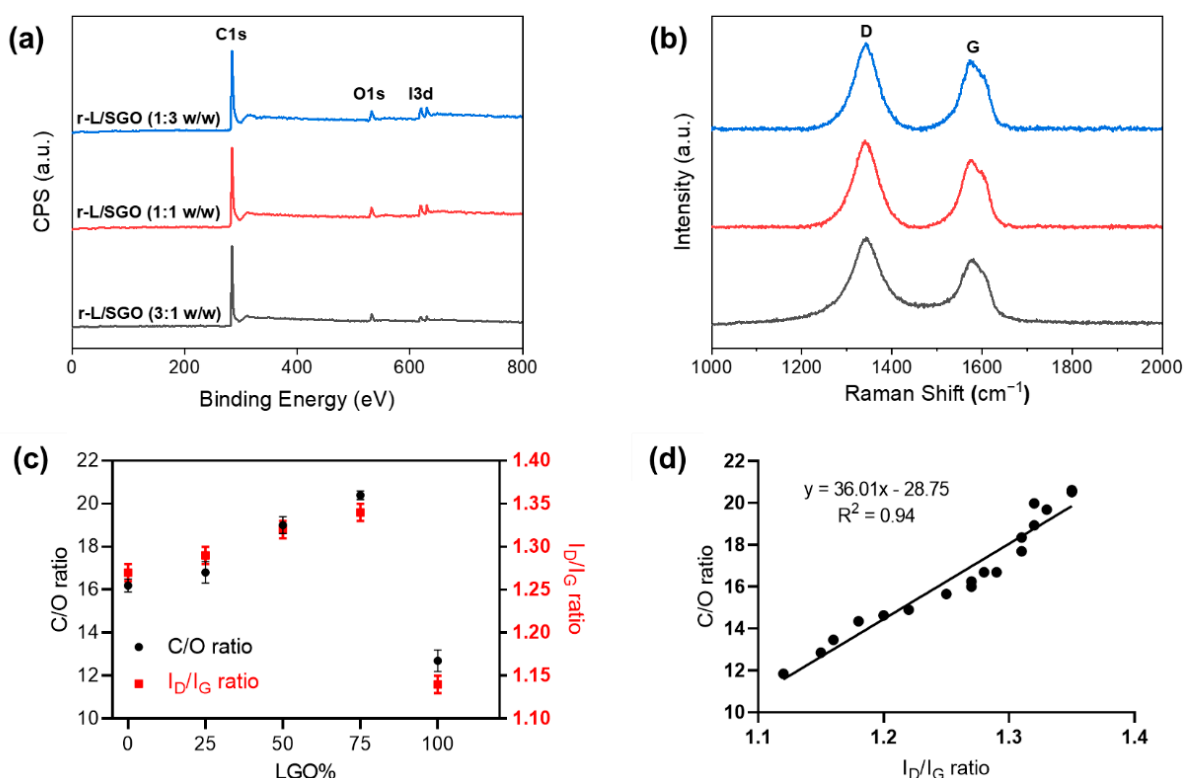 (a)
C1s
O1s I3d
r-L/SGO (1:3 w/w)
r-L/SGO (1:1 w/w)
r-L/SGO (3:1 w/w)
CPS (a.u.)
0 200 400 600 800
Binding Energy (eV)
(b)
D G
Intensity (a.u.)
1000 1200 1400 1600 1800 2000
Raman Shift (cm⁻¹)
(c)
C/O ratio
22
20
18
16
14
12
10
1.40
1.35
1.30
1.25
1.20
1.15
1.10
I_D/I_G ratio
C/O ratio
I_D/I_G ratio
0 25 50 75 100
LGO%
(d)
C/O ratio
22
20
18
16
14
12
10
y = 36.01x - 28.75
R² = 0.94
1.1 1.2 1.3 1.4
I_D/I_G ratio